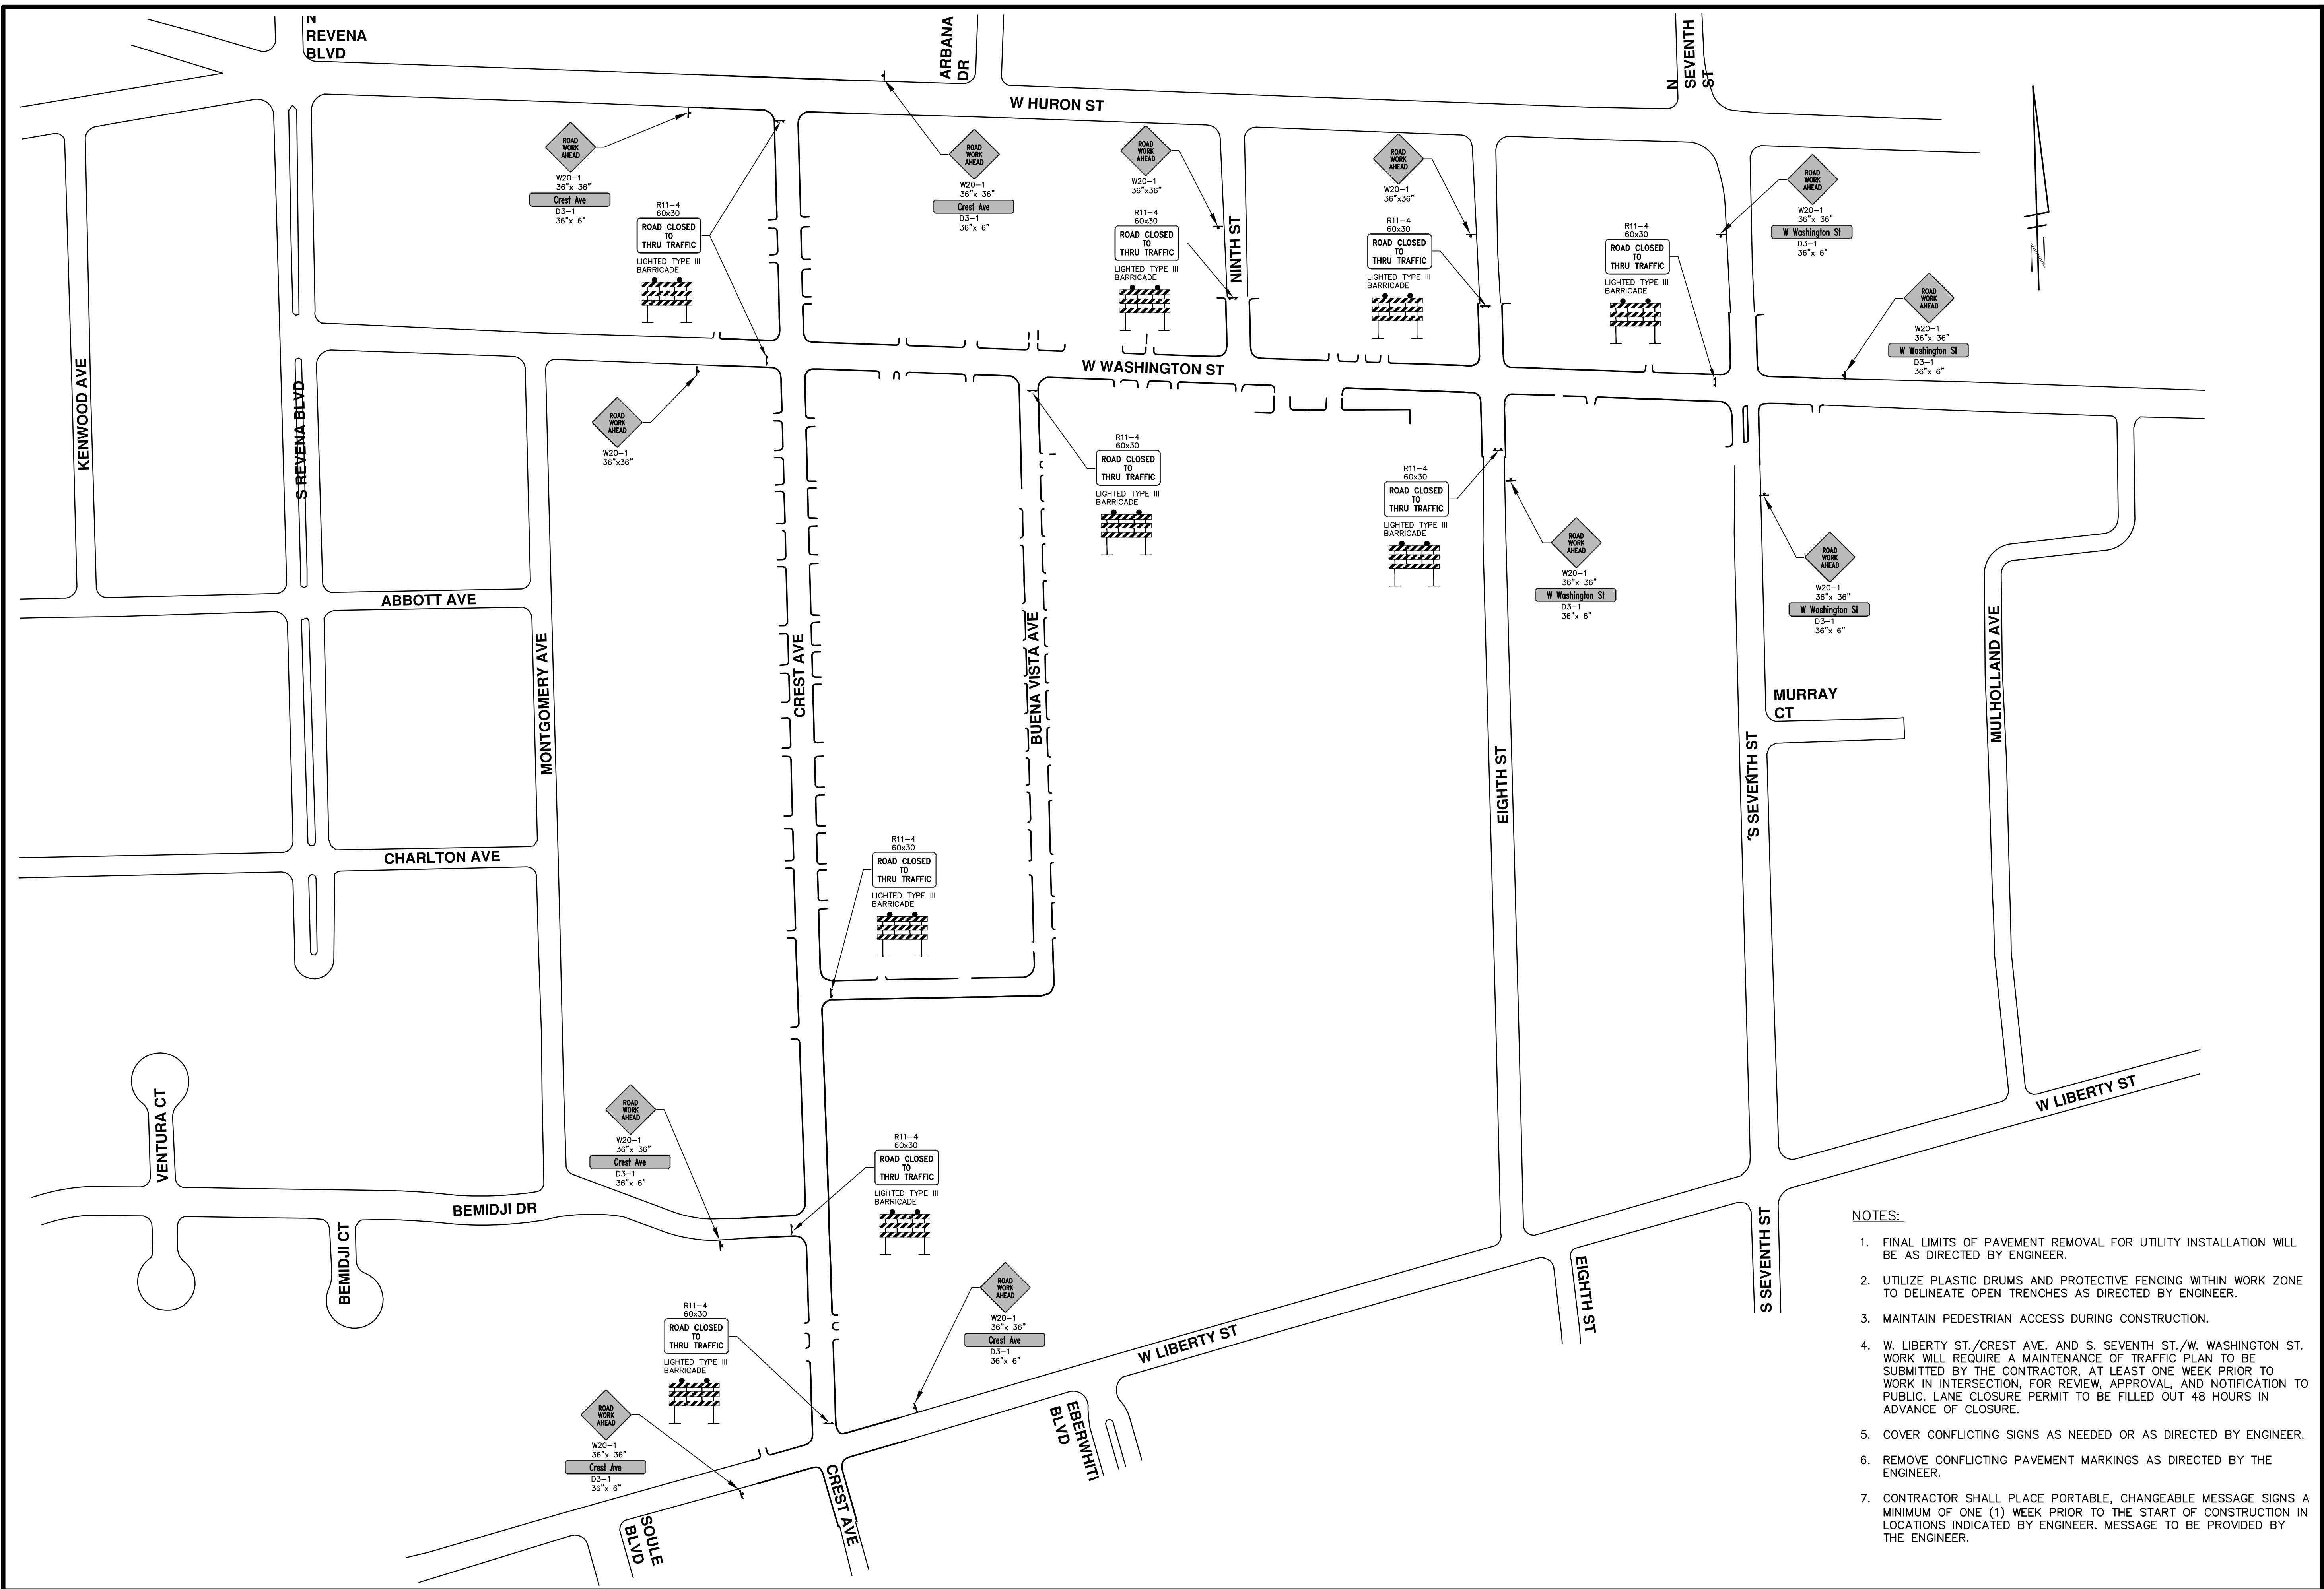 N
REVENA
BLVD
ARBANA
DR
N
SEVENTH
ST
W HURON ST
ROAD
WORK
AHEAD
W20-1
36"x 36"
Crest Ave
D3-1
36"x 6"
R11-4
60x30
ROAD CLOSED
TO
THRU TRAFFIC
LIGHTED TYPE III
BARRICADE
ROAD
WORK
AHEAD
W20-1
36"x 36"
Crest Ave
D3-1
36"x 6"
ROAD
WORK
AHEAD
W20-1
36"x36"
R11-4
60x30
ROAD CLOSED
TO
THRU TRAFFIC
LIGHTED TYPE III
BARRICADE
NINTH ST
ROAD
WORK
AHEAD
W20-1
36"x36"
R11-4
60x30
ROAD CLOSED
TO
THRU TRAFFIC
LIGHTED TYPE III
BARRICADE
R11-4
60x30
ROAD CLOSED
TO
THRU TRAFFIC
LIGHTED TYPE III
BARRICADE
ROAD
WORK
AHEAD
W20-1
36"x 36"
W Washington St
D3-1
36"x 6"
N
ROAD
WORK
AHEAD
W20-1
36"x 36"
W Washington St
D3-1
36"x 6"
W WASHINGTON ST
KENWOOD AVE
S REVENA BLVD
ROAD
WORK
AHEAD
W20-1
36"x36"
R11-4
60x30
ROAD CLOSED
TO
THRU TRAFFIC
LIGHTED TYPE III
BARRICADE
R11-4
60x30
ROAD CLOSED
TO
THRU TRAFFIC
LIGHTED TYPE III
BARRICADE
ROAD
WORK
AHEAD
W20-1
36"x 36"
W Washington St
D3-1
36"x 6"
ROAD
WORK
AHEAD
W20-1
36"x 36"
W Washington St
D3-1
36"x 6"
ABBOTT AVE
MONTGOMERY AVE
CREST AVE
BUENA VISTA AVE
EIGHTH ST
S SEVENTH ST
MURRAY
CT
MULHOLLAND AVE
CHARLTON AVE
R11-4
60x30
ROAD CLOSED
TO
THRU TRAFFIC
LIGHTED TYPE III
BARRICADE
VENTURA CT
BEMIDJI DR
BEMIDJI CT
ROAD
WORK
AHEAD
W20-1
36"x 36"
Crest Ave
D3-1
36"x 6"
R11-4
60x30
ROAD CLOSED
TO
THRU TRAFFIC
LIGHTED TYPE III
BARRICADE
W LIBERTY ST
R11-4
60x30
ROAD CLOSED
TO
THRU TRAFFIC
LIGHTED TYPE III
BARRICADE
ROAD
WORK
AHEAD
W20-1
36"x 36"
Crest Ave
D3-1
36"x 6"
ROAD
WORK
AHEAD
W20-1
36"x 36"
Crest Ave
D3-1
36"x 6"
W LIBERTY ST
EIGHTH ST
S SEVENTH ST
EBERWHITE
BLVD
CREST AVE
SOULE
BLVD
NOTES:
1. FINAL LIMITS OF PAVEMENT REMOVAL FOR UTILITY INSTALLATION WILL
BE AS DIRECTED BY ENGINEER.
2. UTILIZE PLASTIC DRUMS AND PROTECTIVE FENCING WITHIN WORK ZONE
TO DELINEATE OPEN TRENCHES AS DIRECTED BY ENGINEER.
3. MAINTAIN PEDESTRIAN ACCESS DURING CONSTRUCTION.
4. W. LIBERTY ST./CREST AVE. AND S. SEVENTH ST./W. WASHINGTON ST.
WORK WILL REQUIRE A MAINTENANCE OF TRAFFIC PLAN TO BE
SUBMITTED BY THE CONTRACTOR, AT LEAST ONE WEEK PRIOR TO
WORK IN INTERSECTION, FOR REVIEW, APPROVAL, AND NOTIFICATION TO
PUBLIC. LANE CLOSURE PERMIT TO BE FILLED OUT 48 HOURS IN
ADVANCE OF CLOSURE.
5. COVER CONFLICTING SIGNS AS NEEDED OR AS DIRECTED BY ENGINEER.
6. REMOVE CONFLICTING PAVEMENT MARKINGS AS DIRECTED BY THE
ENGINEER.
7. CONTRACTOR SHALL PLACE PORTABLE, CHANGEABLE MESSAGE SIGNS A
MINIMUM OF ONE (1) WEEK PRIOR TO THE START OF CONSTRUCTION IN
LOCATIONS INDICATED BY ENGINEER. MESSAGE TO BE PROVIDED BY
THE ENGINEER.